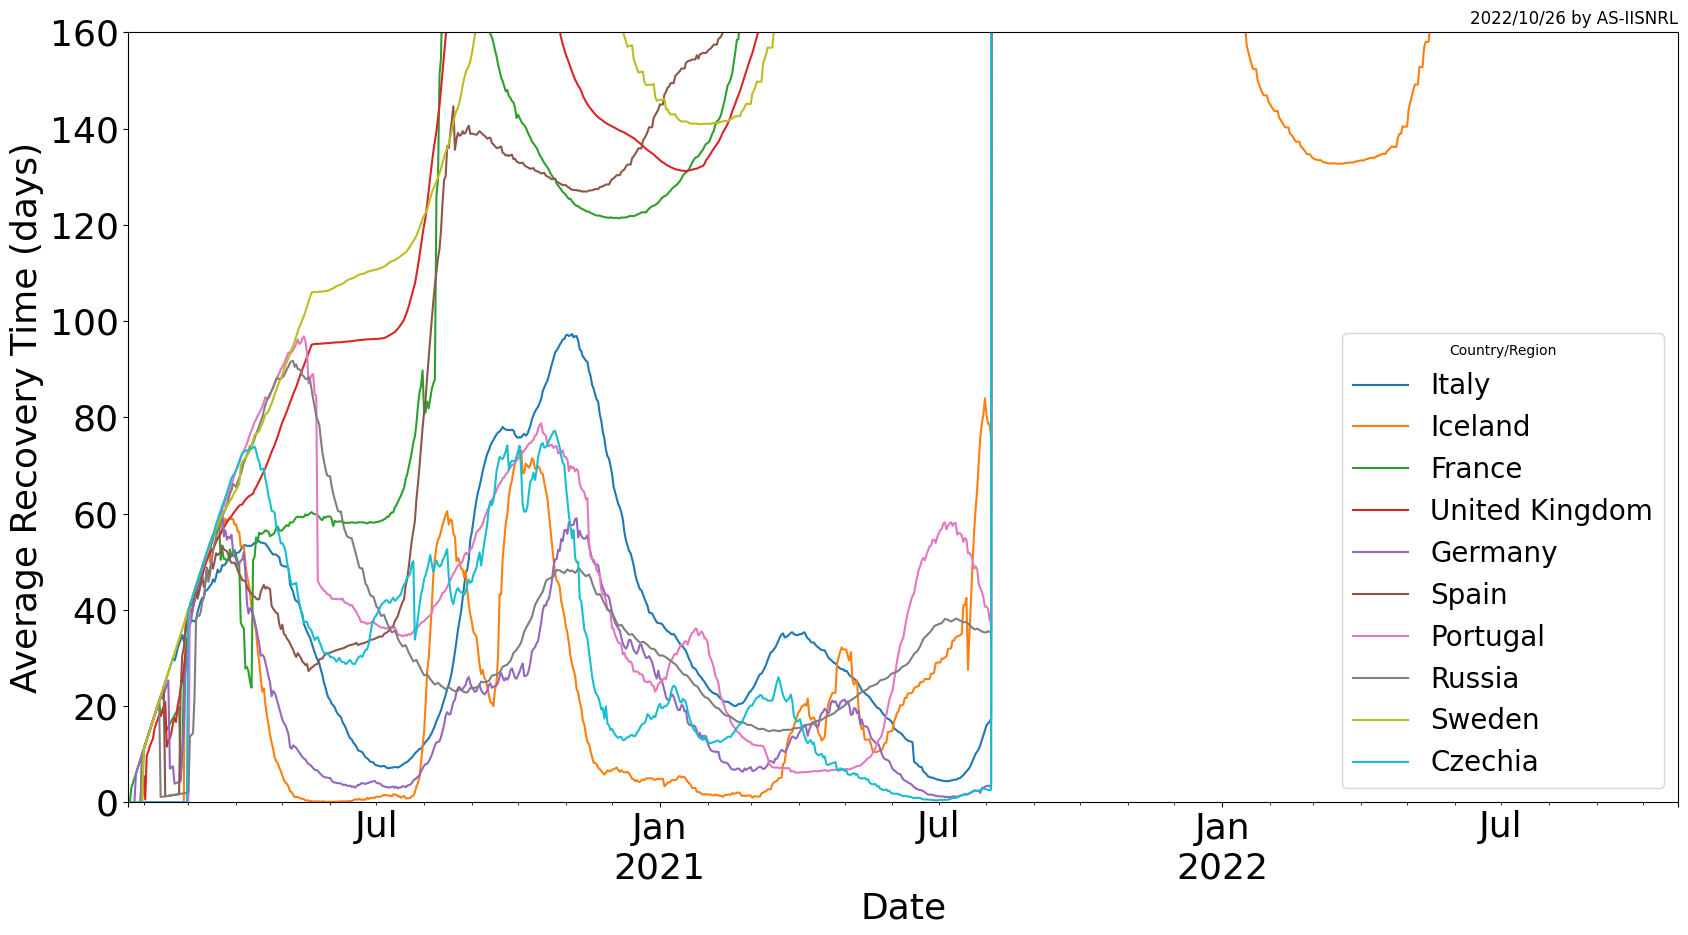 2022/10/26 by AS-IISNRL
160
140
120
100
80
60
40
20
0
Average Recovery Time (days)
Country/Region
Italy
Iceland
France
United Kingdom
Germany
Spain
Portugal
Russia
Sweden
Czechia
Jul
Jan
2021
Jul
Jan
2022
Jul
Date